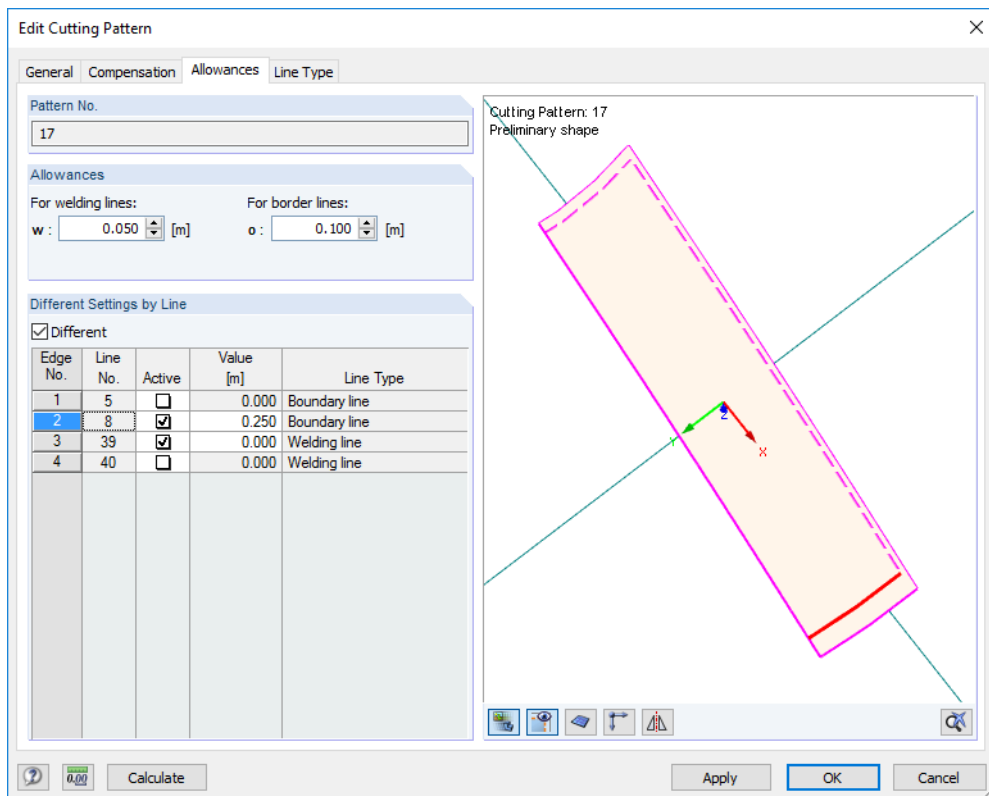 Edit Cutting Pattern
General Compensation Allowances Line Type
Pattern No.
17
Allowances
For welding lines: For border lines:
w : 0.050 [m] o : 0.100 [m]
Different Settings by Line
Different
Edge No. Line No. Active Value [m] Line Type
1 5 0.000 Boundary line
2 8 0.250 Boundary line
3 39 0.000 Welding line
4 40 0.000 Welding line
Cutting Pattern: 17
Preliminary shape
Z
Y
X
0.00 Calculate Apply OK Cancel